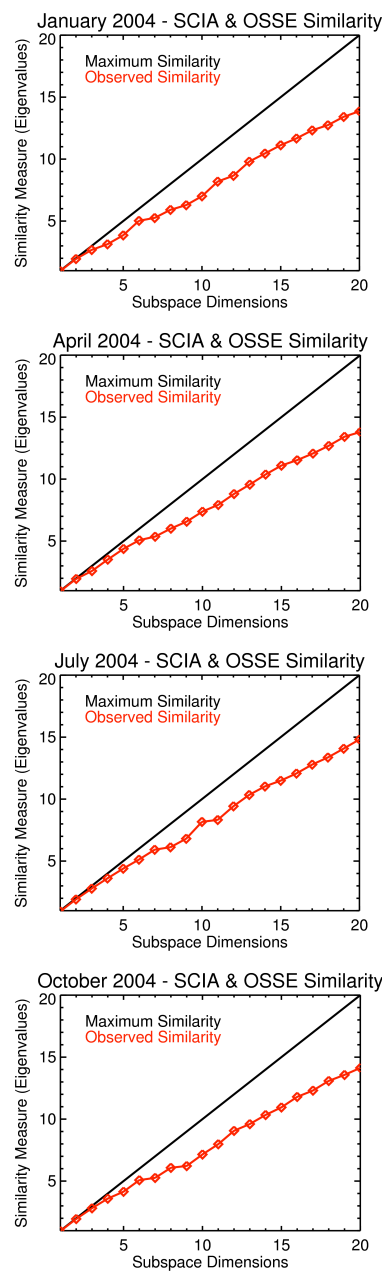 January 2004 - SCIA & OSSE Similarity
20
Maximum Similarity
Observed Similarity
15
10
5
Similarity Measure (Eigenvalues)
5 10 15 20
Subspace Dimensions
April 2004 - SCIA & OSSE Similarity
20
Maximum Similarity
Observed Similarity
15
10
5
Similarity Measure (Eigenvalues)
5 10 15 20
Subspace Dimensions
July 2004 - SCIA & OSSE Similarity
20
Maximum Similarity
Observed Similarity
15
10
5
Similarity Measure (Eigenvalues)
5 10 15 20
Subspace Dimensions
October 2004 - SCIA & OSSE Similarity
20
Maximum Similarity
Observed Similarity
15
10
5
Similarity Measure (Eigenvalues)
5 10 15 20
Subspace Dimensions